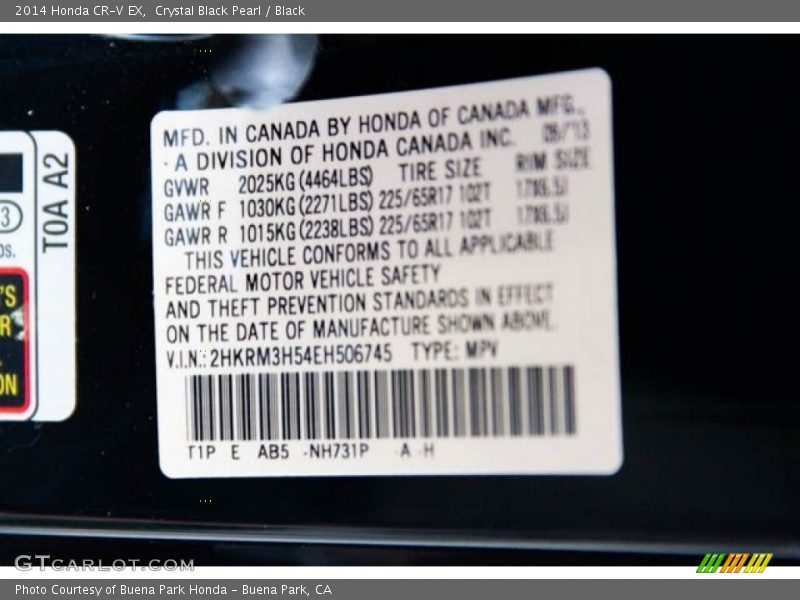 2014 Honda CR-V EX, Crystal Black Pearl / Black
MFD. IN CANADA BY HONDA OF CANADA MFG.,
A DIVISION OF HONDA CANADA INC. 08/13
GVWR 2025KG(4464LBS) TIRE SIZE RIM SIZE
GAWR F 1030KG(2271LBS) 225/65R17 102T 17X6.5J
GAWR R 1015KG(2238LBS) 225/65R17 102T 17X6.5J
THIS VEHICLE CONFORMS TO ALL APPLICABLE
FEDERAL MOTOR VEHICLE SAFETY
AND THEFT PREVENTION STANDARDS IN EFFECT
ON THE DATE OF MANUFACTURE SHOWN ABOVE.
V.I.N.: 2HKRM3H54EH506745 TYPE: MPV
T1P E AB5 -NH731P -A -H
T0A A2
3
DS.
'S
R
ON
GTCARLOT.COM
Photo Courtesy of Buena Park Honda - Buena Park, CA